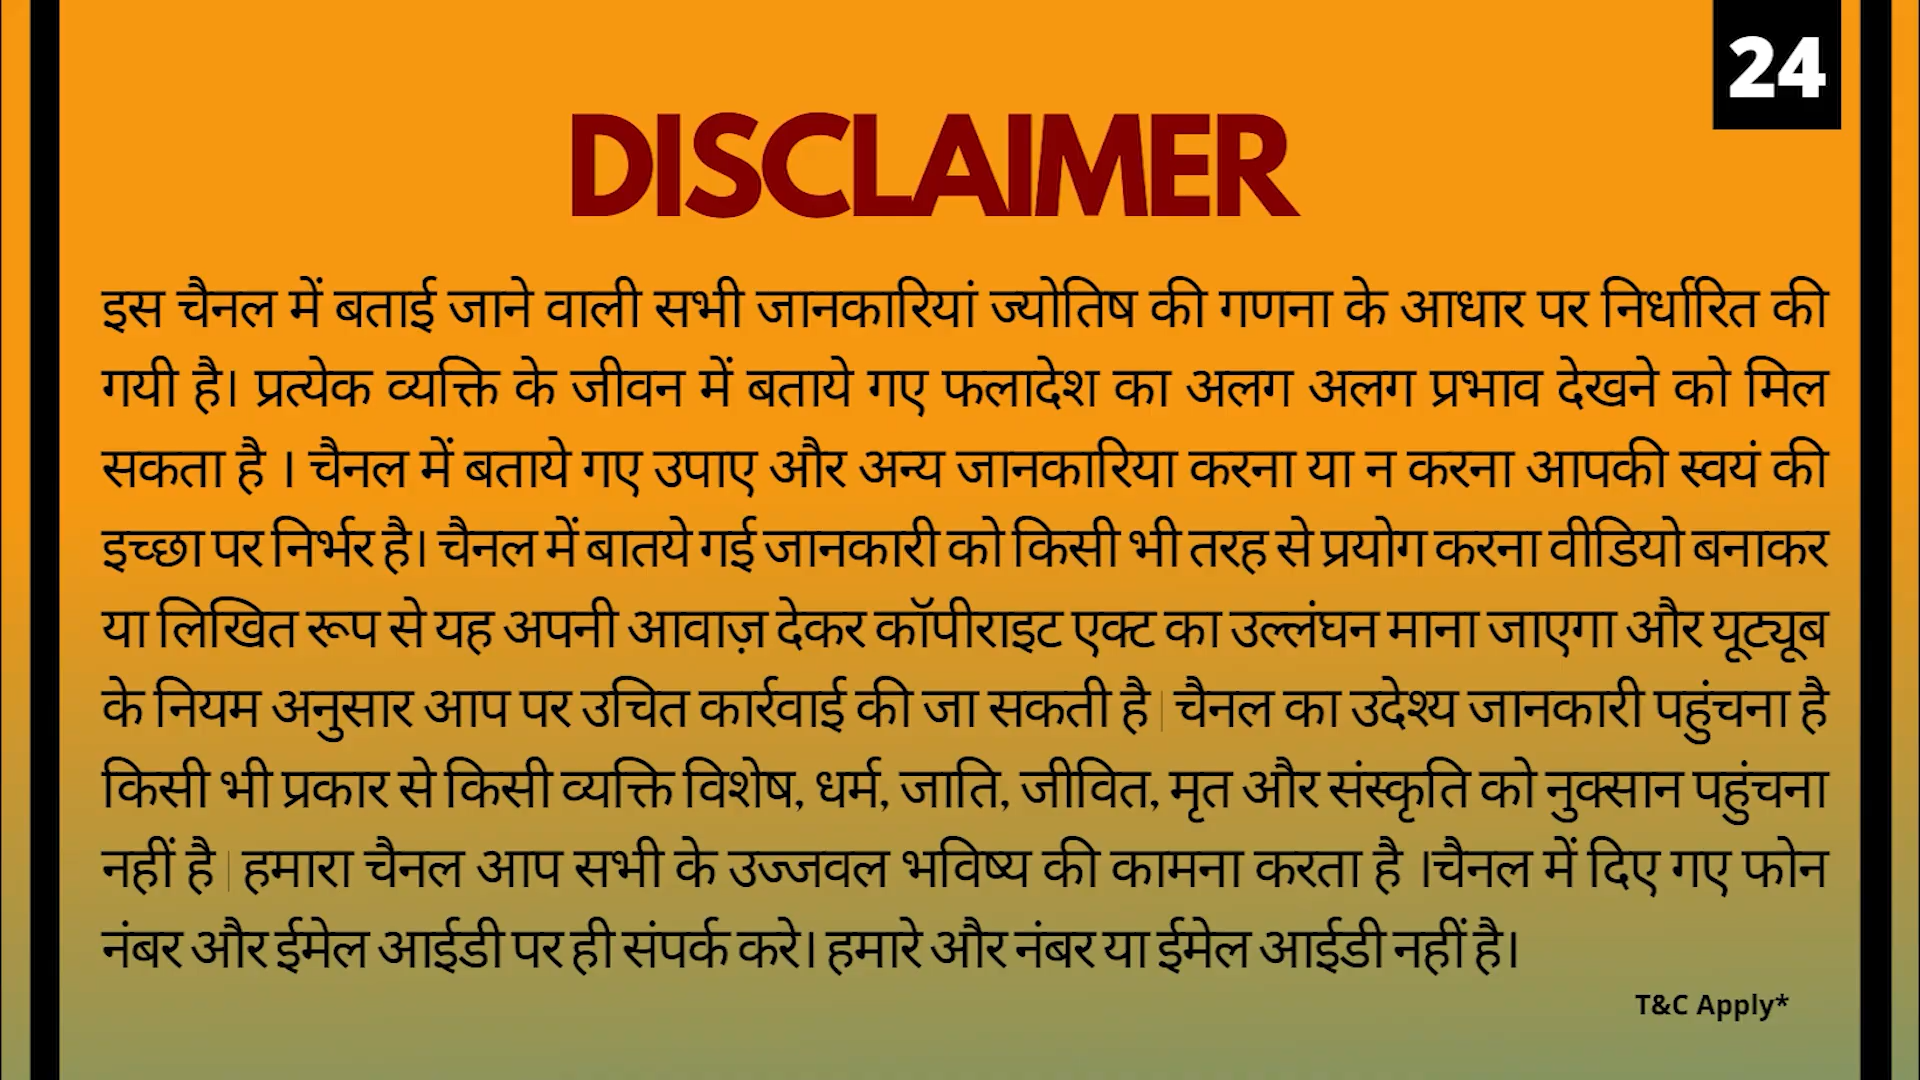 24
DISCLAIMER
इस चैनल में बताई जाने वाली सभी जानकारियां ज्योतिष की गणना के आधार पर निर्धारित की
गयी है। प्रत्येक व्यक्ति के जीवन में बताये गए फलादेश का अलग अलग प्रभाव देखने को मिल
सकता है । चैनल में बताये गए उपाए और अन्य जानकारिया करना या न करना आपकी स्वयं की
इच्छा पर निर्भर है। चैनल में बातये गई जानकारी को किसी भी तरह से प्रयोग करना वीडियो बनाकर
या लिखित रूप से यह अपनी आवाज़ देकर कॉपीराइट एक्ट का उल्लंघन माना जाएगा और यूट्यूब
के नियम अनुसार आप पर उचित कार्रवाई की जा सकती है | चैनल का उदेश्य जानकारी पहुंचना है
किसी भी प्रकार से किसी व्यक्ति विशेष, धर्म, जाति, जीवित, मृत और संस्कृति को नुक्सान पहुंचना
नहीं है | हमारा चैनल आप सभी के उज्जवल भविष्य की कामना करता है ।चैनल में दिए गए फोन
नंबर और ईमेल आईडी पर ही संपर्क करे। हमारे और नंबर या ईमेल आईडी नहीं है।
T&C Apply*